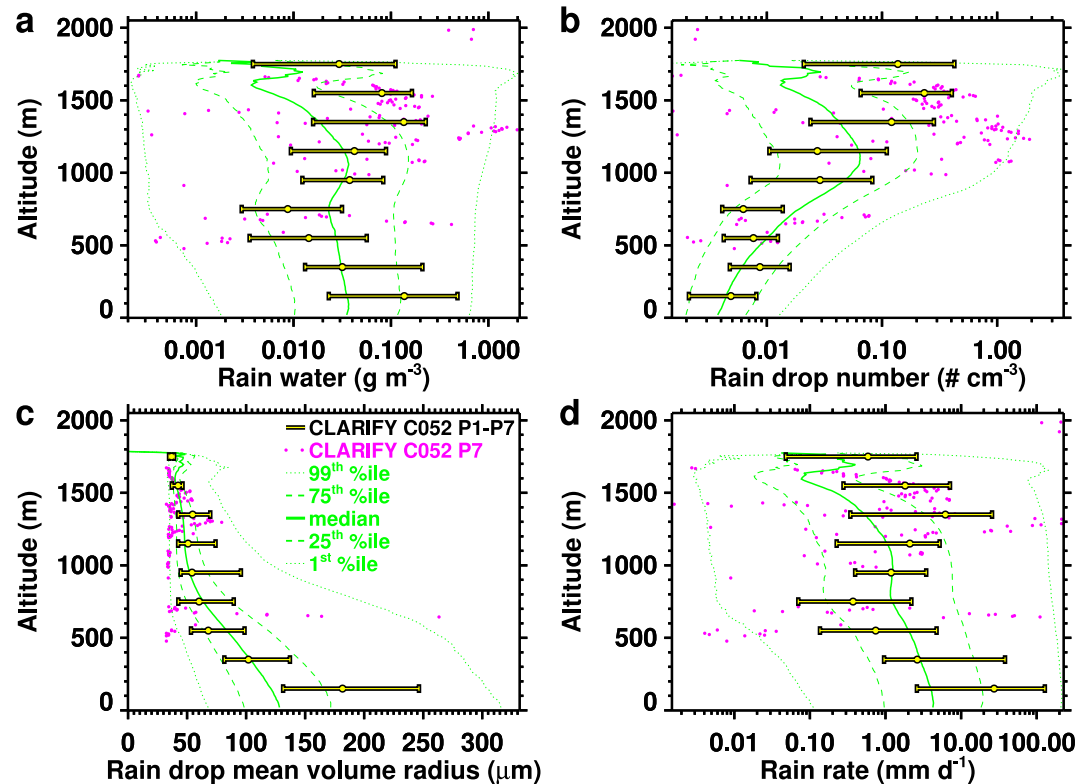 a
2000
1500
1000
500
0
Altitude (m)
0.001
0.010
0.100
1.000
Rain water (g m⁻³)
b
2000
1500
1000
500
0
Altitude (m)
0.01
0.10
1.00
Rain drop number (# cm⁻³)
c
2000
1500
1000
500
0
Altitude (m)
CLARIFY C052 P1-P7
CLARIFY C052 P7
99ᵗʰ %ile
75ᵗʰ %ile
median
25ᵗʰ %ile
1ˢᵗ %ile
0
50
100
150
200
250
300
Rain drop mean volume radius (μm)
d
2000
1500
1000
500
0
Altitude (m)
0.01
0.10
1.00
10.00
100.00
Rain rate (mm d⁻¹)